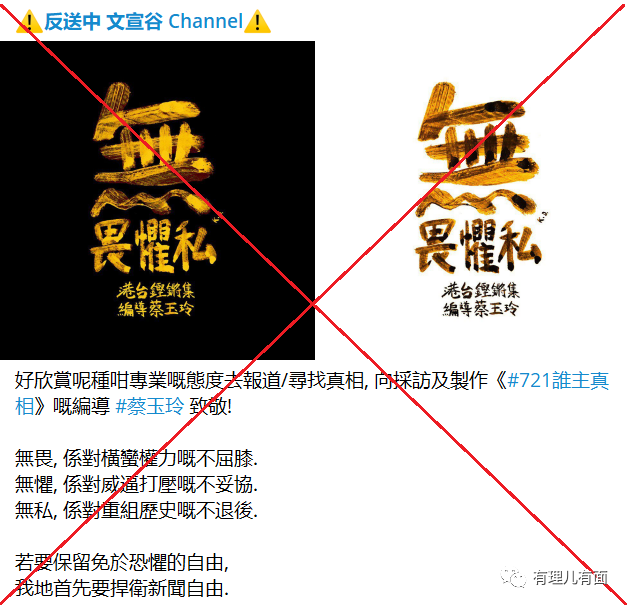 ⚠️反送中 文宣谷 Channel⚠️
無
畏懼私
港台鏗鏘集
編導蔡玉玲
無
畏懼私
港台鏗鏘集
編導蔡玉玲
好欣賞呢種咁專業嘅態度去報道/尋找真相, 向採訪及製作《#721誰主真
相》嘅編導 #蔡玉玲 致敬!
無畏, 係對橫蠻權力嘅不屈膝.
無懼, 係對威逼打壓嘅不妥協.
無私, 係對重組歷史嘅不退後.
若要保留免於恐懼的自由,
我地首先要捍衛新聞自由.
有理儿有面